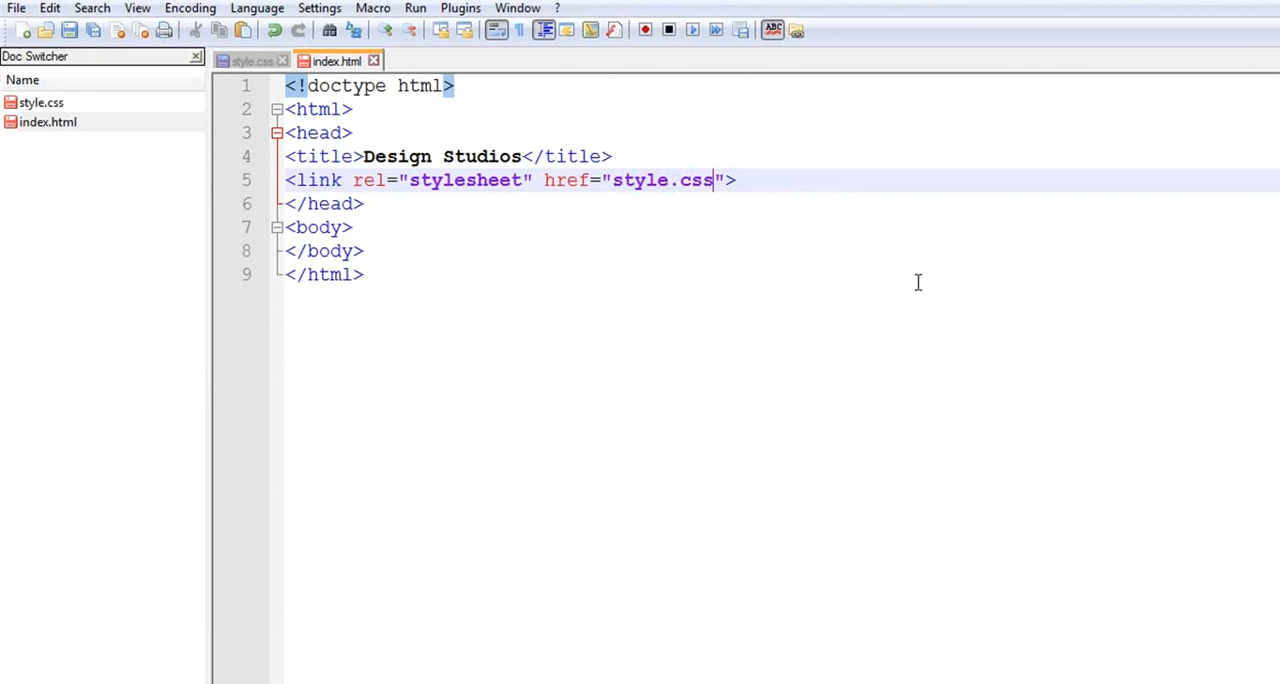 File Edit Search View Encoding Language Settings Macro Run Plugins Window ?
ABC
Doc Switcher
style.css index.html
Name
style.css
index.html
1 <!doctype html>
2 <html>
3 <head>
4 <title>Design Studios</title>
5 <link rel="stylesheet" href="style.css">
6 </head>
7 <body>
8 </body>
9 </html>